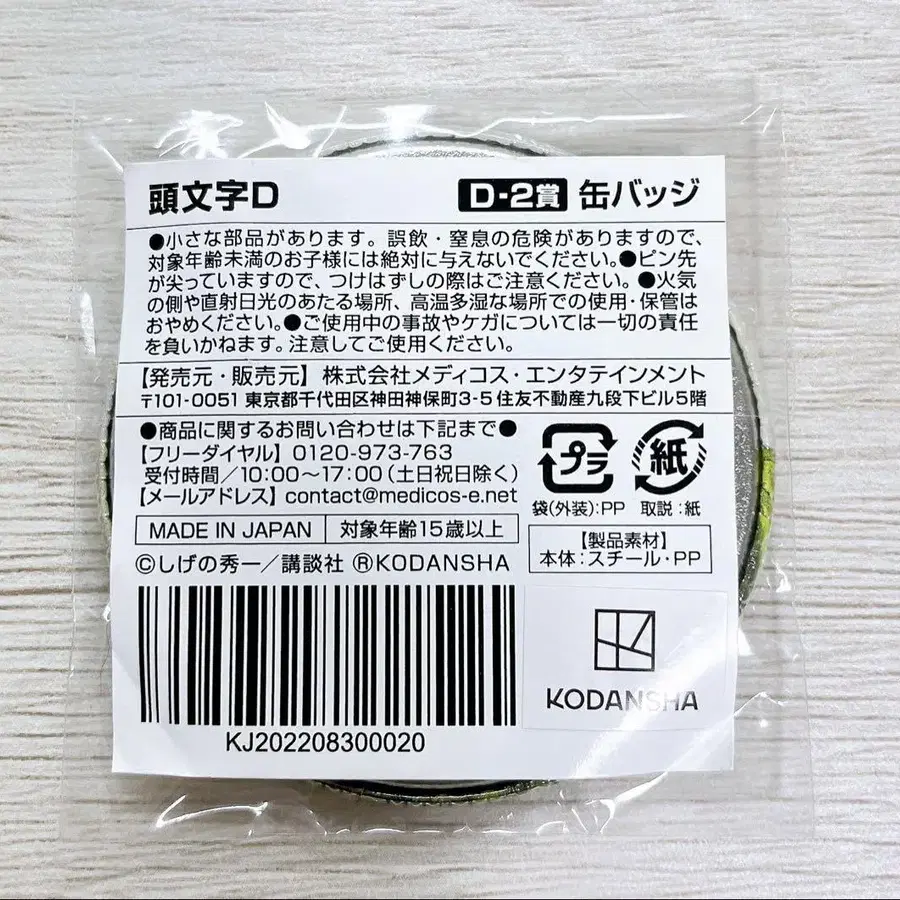 頭文字D D-2賞 缶バッジ
●小さな部品があります。誤飲・窒息の危険がありますので、
対象年齢未満のお子様には絶対に与えないでください。●ピン先
が尖っていますので、つけはずしの際はご注意ください。●火気
の側や直射日光のあたる場所、高温多湿な場所での使用・保管は
おやめください。●ご使用中の事故やケガについては一切の責任
を負いかねます。注意してご使用ください。
【発売元・販売元】株式会社メディコス・エンタテインメント
〒101-0051 東京都千代田区神田神保町3-5住友不動産九段下ビル5階
●商品に関するお問い合わせは下記まで●
【フリーダイヤル】0120-973-763
受付時間/10:00〜17:00(土日祝日除く)
【メールアドレス】contact@medicos-e.net
プラ 紙
袋(外装):PP 取説:紙
MADE IN JAPAN 対象年齢15歳以上
【製品素材】
本体:スチール・PP
©しげの秀一/講談社 ®KODANSHA
KODANSHA
KJ202208300020